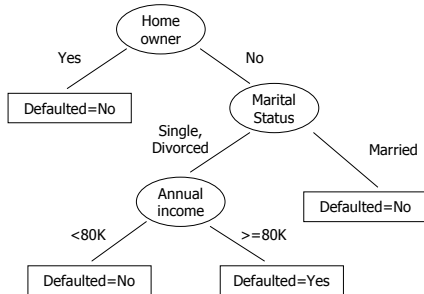 Home
owner
Yes
No
Defaulted=No
Marital
Status
Single,
Divorced
Married
Annual
income
Defaulted=No
<80K
>=80K
Defaulted=No
Defaulted=Yes